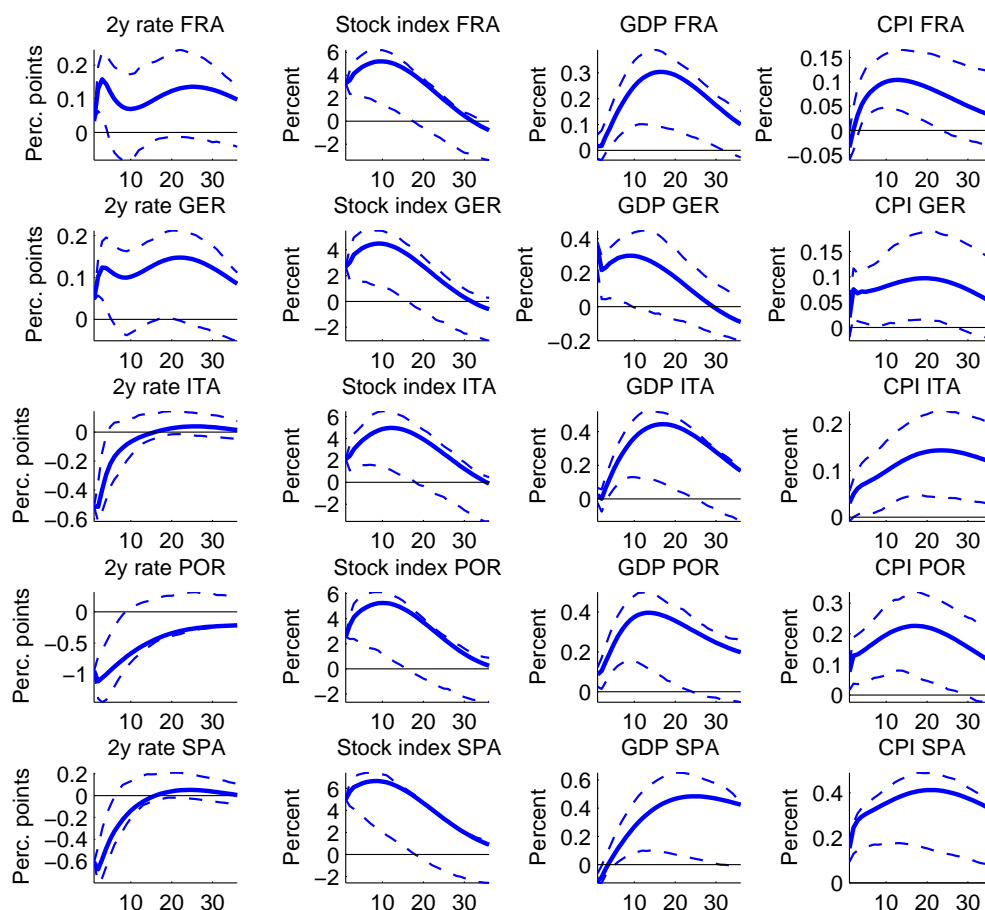 2y rate FRA
Perc. points
0.2
0.1
0
10 20 30
Stock index FRA
Percent
6
4
2
0
−2
10 20 30
GDP FRA
Percent
0.3
0.2
0.1
0
10 20 30
CPI FRA
Percent
0.15
0.1
0.05
0
−0.05
10 20 30
2y rate GER
Perc. points
0.2
0.1
0
10 20 30
Stock index GER
Percent
4
2
0
−2
10 20 30
GDP GER
Percent
0.4
0.2
0
−0.2
10 20 30
CPI GER
Percent
0.15
0.1
0.05
0
10 20 30
2y rate ITA
Perc. points
0
−0.2
−0.4
−0.6
10 20 30
Stock index ITA
Percent
6
4
2
0
−2
10 20 30
GDP ITA
Percent
0.4
0.2
0
10 20 30
CPI ITA
Percent
0.2
0.1
0
10 20 30
2y rate POR
Perc. points
0
−0.5
−1
10 20 30
Stock index POR
Percent
6
4
2
0
−2
10 20 30
GDP POR
Percent
0.4
0.2
0
10 20 30
CPI POR
Percent
0.3
0.2
0.1
0
10 20 30
2y rate SPA
Perc. points
0.2
0
−0.2
−0.4
−0.6
10 20 30
Stock index SPA
Percent
6
4
2
0
−2
10 20 30
GDP SPA
Percent
0.6
0.4
0.2
0
10 20 30
CPI SPA
Percent
0.4
0.2
0
10 20 30